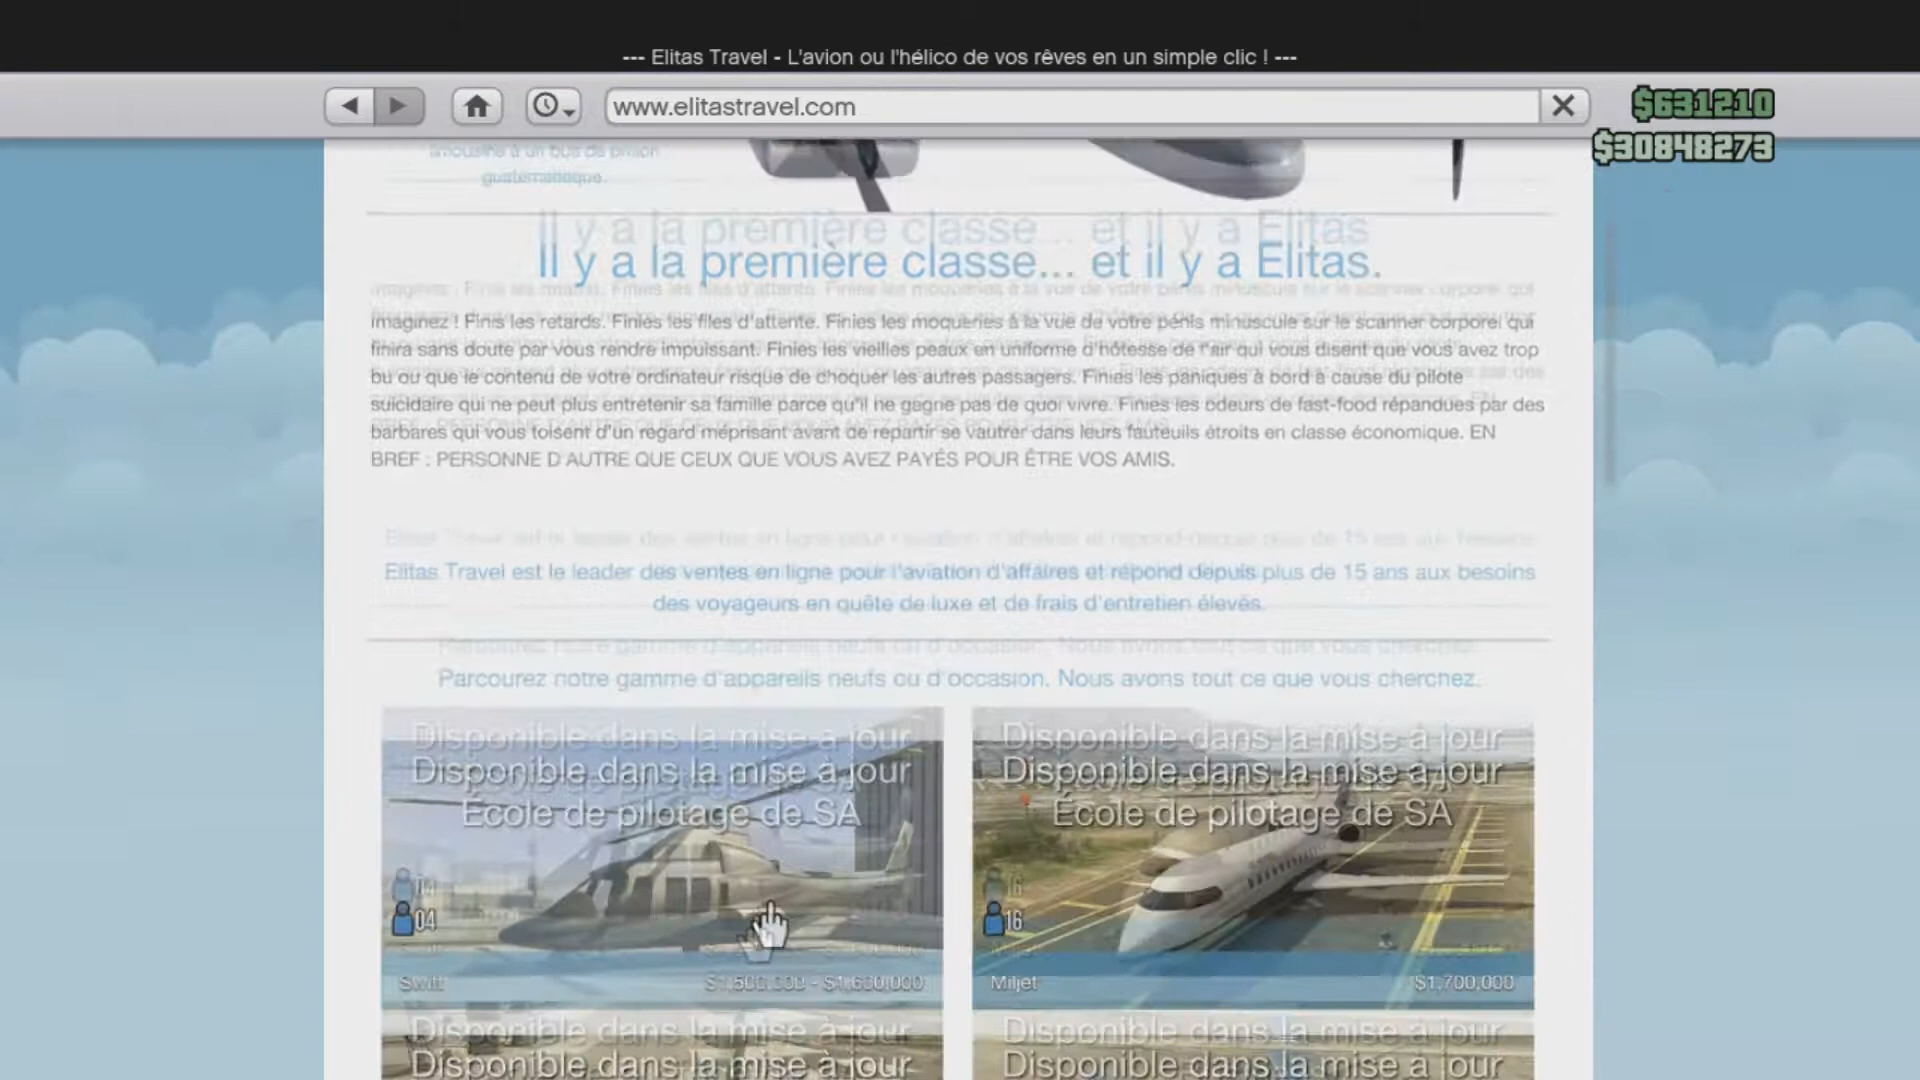 --- Elitas Travel - L'avion ou l'hélico de vos rêves en un simple clic ! ---
www.elitastravel.com
$631210
$30848273
limousine à un bus de prison
guatémaltèque.
Il y a la première classe... et il y a Elitas.
Imaginez ! Finis les retards. Finies les files d'attente. Finies les moqueries à la vue de votre pénis minuscule sur le scanner corporel qui
finira sans doute par vous rendre impuissant. Finies les vieilles peaux en uniforme d'hôtesse de l'air qui vous disent que vous avez trop
bu ou que le contenu de votre ordinateur risque de choquer les autres passagers. Finies les paniques à bord à cause du pilote
suicidaire qui ne peut plus entretenir sa famille parce qu'il ne gagne pas de quoi vivre. Finies les odeurs de fast-food répandues par des
barbares qui vous toisent d'un regard méprisant avant de repartir se vautrer dans leurs fauteuils étroits en classe économique. EN
BREF : PERSONNE D'AUTRE QUE CEUX QUE VOUS AVEZ PAYÉS POUR ÊTRE VOS AMIS.
Elitas Travel est le leader des ventes en ligne pour l'aviation d'affaires et répond depuis plus de 15 ans aux besoins
des voyageurs en quête de luxe et de frais d'entretien élevés.
Parcourez notre gamme d'appareils neufs ou d'occasion. Nous avons tout ce que vous cherchez.
Disponible dans la mise à jour
École de pilotage de SA
04
Swift
$1,500,000 - $1,600,000
Disponible dans la mise à jour
École de pilotage de SA
16
Miljet
$1,700,000
Disponible dans la mise à jour
Disponible dans la mise à jour